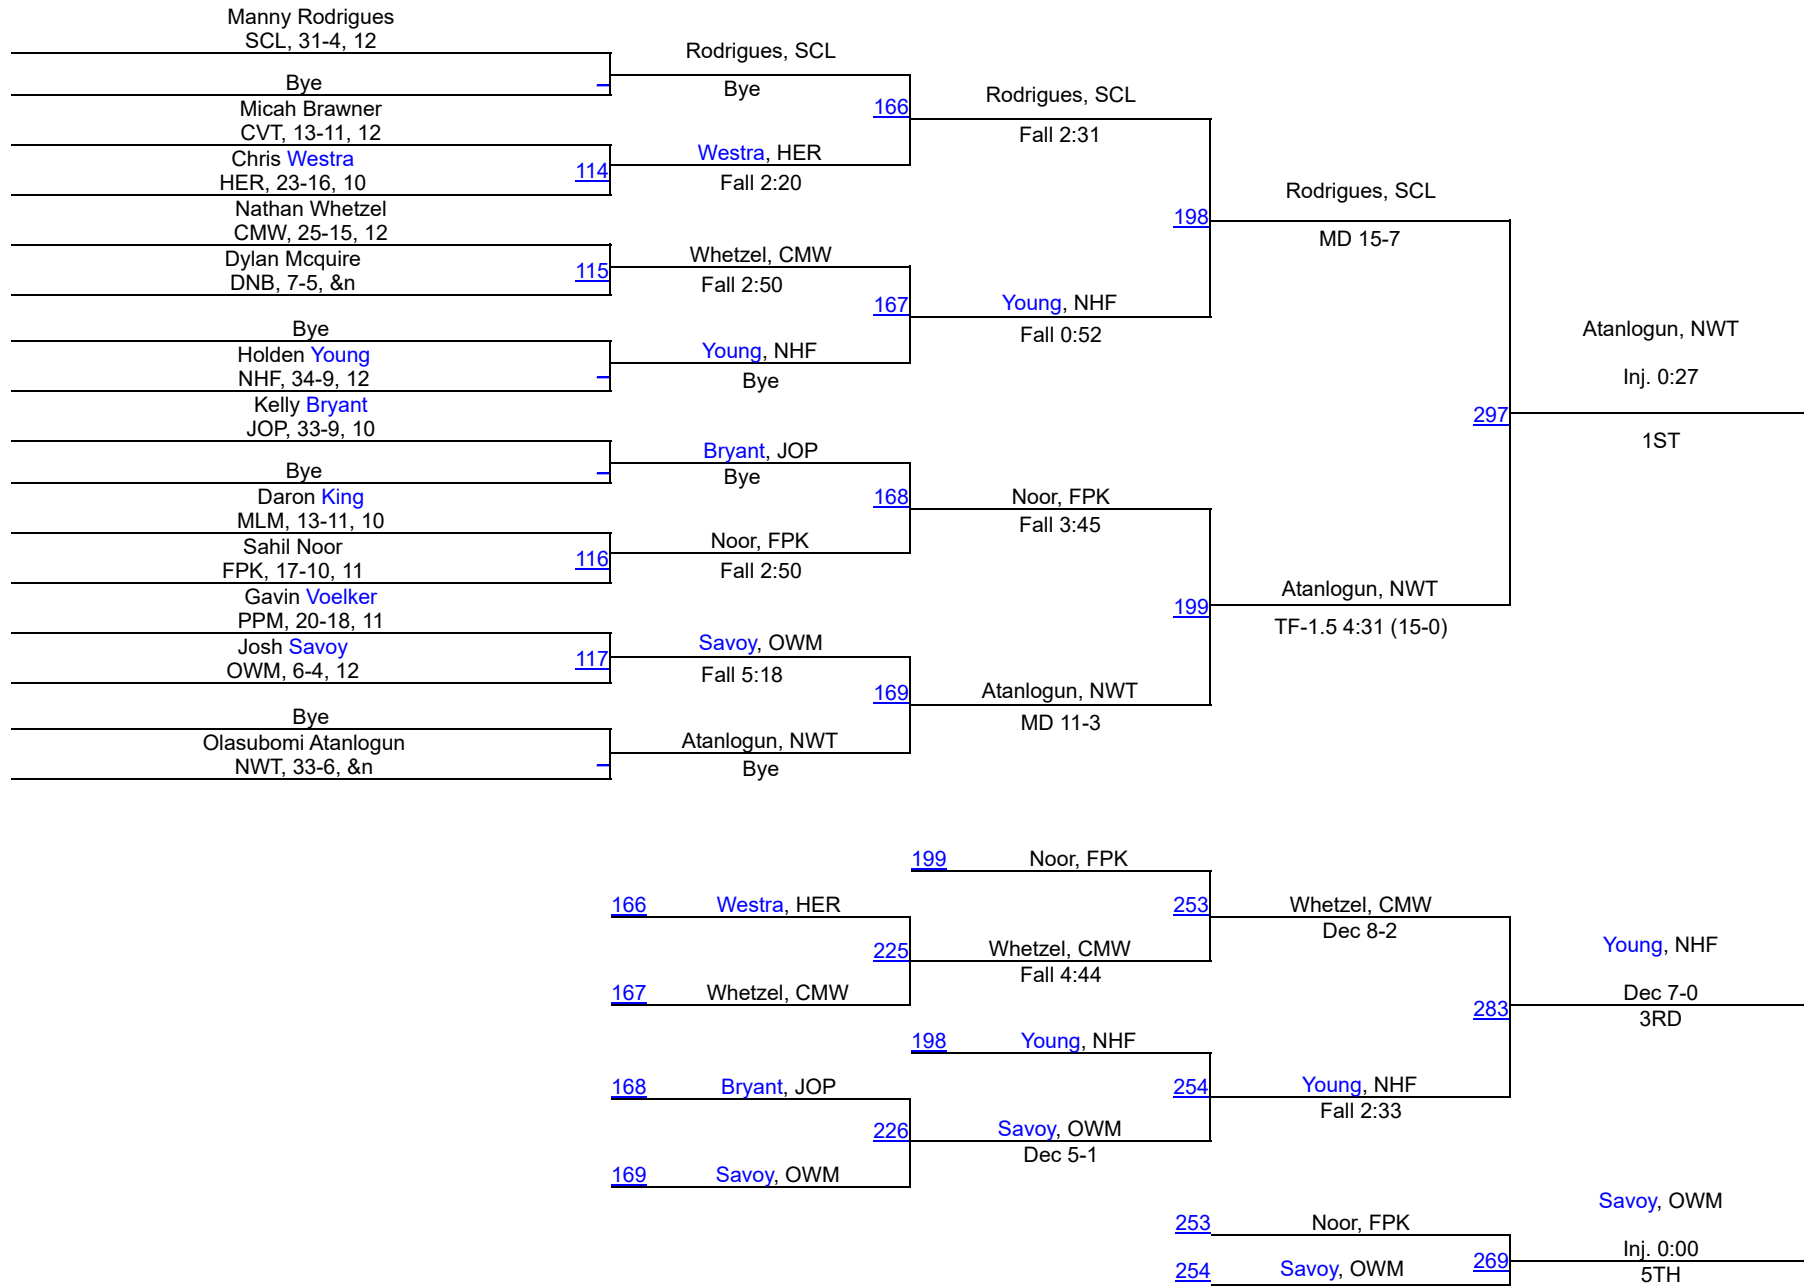 Manny Rodrigues
SCL, 31-4, 12
Bye
Micah Brawner
CVT, 13-11, 12
Chris Westra
HER, 23-16, 10
114
Nathan Whetzel
CMW, 25-15, 12
Dylan Mcquire
DNB, 7-5, &n
115
Bye
Holden Young
NHF, 34-9, 12
Kelly Bryant
JOP, 33-9, 10
Bye
Daron King
MLM, 13-11, 10
Sahil Noor
FPK, 17-10, 11
116
Gavin Voelker
PPM, 20-18, 11
Josh Savoy
OWM, 6-4, 12
117
Bye
Olasubomi Atanlogun
NWT, 33-6, &n
Rodrigues, SCL
Bye
166
Westra, HER
Fall 2:20
Whetzel, CMW
Fall 2:50
167
Young, NHF
Bye
Bryant, JOP
Bye
168
Noor, FPK
Fall 2:50
Savoy, OWM
Fall 5:18
169
Atanlogun, NWT
Bye
Rodrigues, SCL
Fall 2:31
198
Young, NHF
Fall 0:52
Noor, FPK
Fall 3:45
199
Atanlogun, NWT
MD 11-3
Rodrigues, SCL
MD 15-7
297
Atanlogun, NWT
TF-1.5 4:31 (15-0)
Atanlogun, NWT
Inj. 0:27
1ST
199 Noor, FPK
166 Westra, HER
225
167 Whetzel, CMW
Whetzel, CMW
Fall 4:44
253
198 Young, NHF
168 Bryant, JOP
226
169 Savoy, OWM
Savoy, OWM
Dec 5-1
254
Whetzel, CMW
Dec 8-2
283
Young, NHF
Fall 2:33
Young, NHF
Dec 7-0
3RD
253 Noor, FPK
254 Savoy, OWM
269
Savoy, OWM
Inj. 0:00
5TH